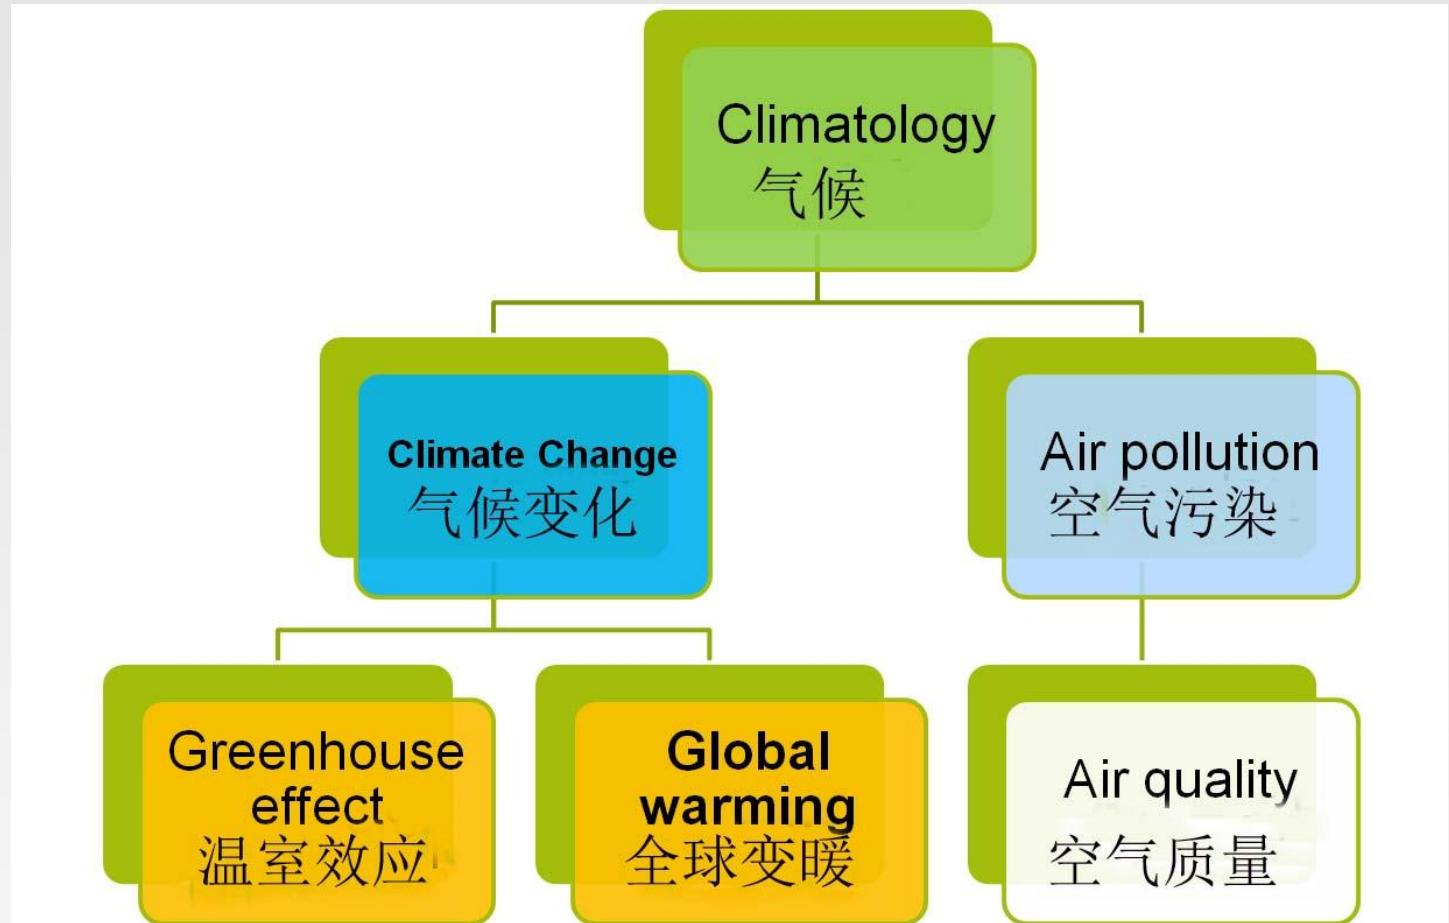 Climatology
气候
Climate Change
气候变化
Air pollution
空气污染
Greenhouse
effect
温室效应
Global
warming
全球变暖
Air quality
空气质量